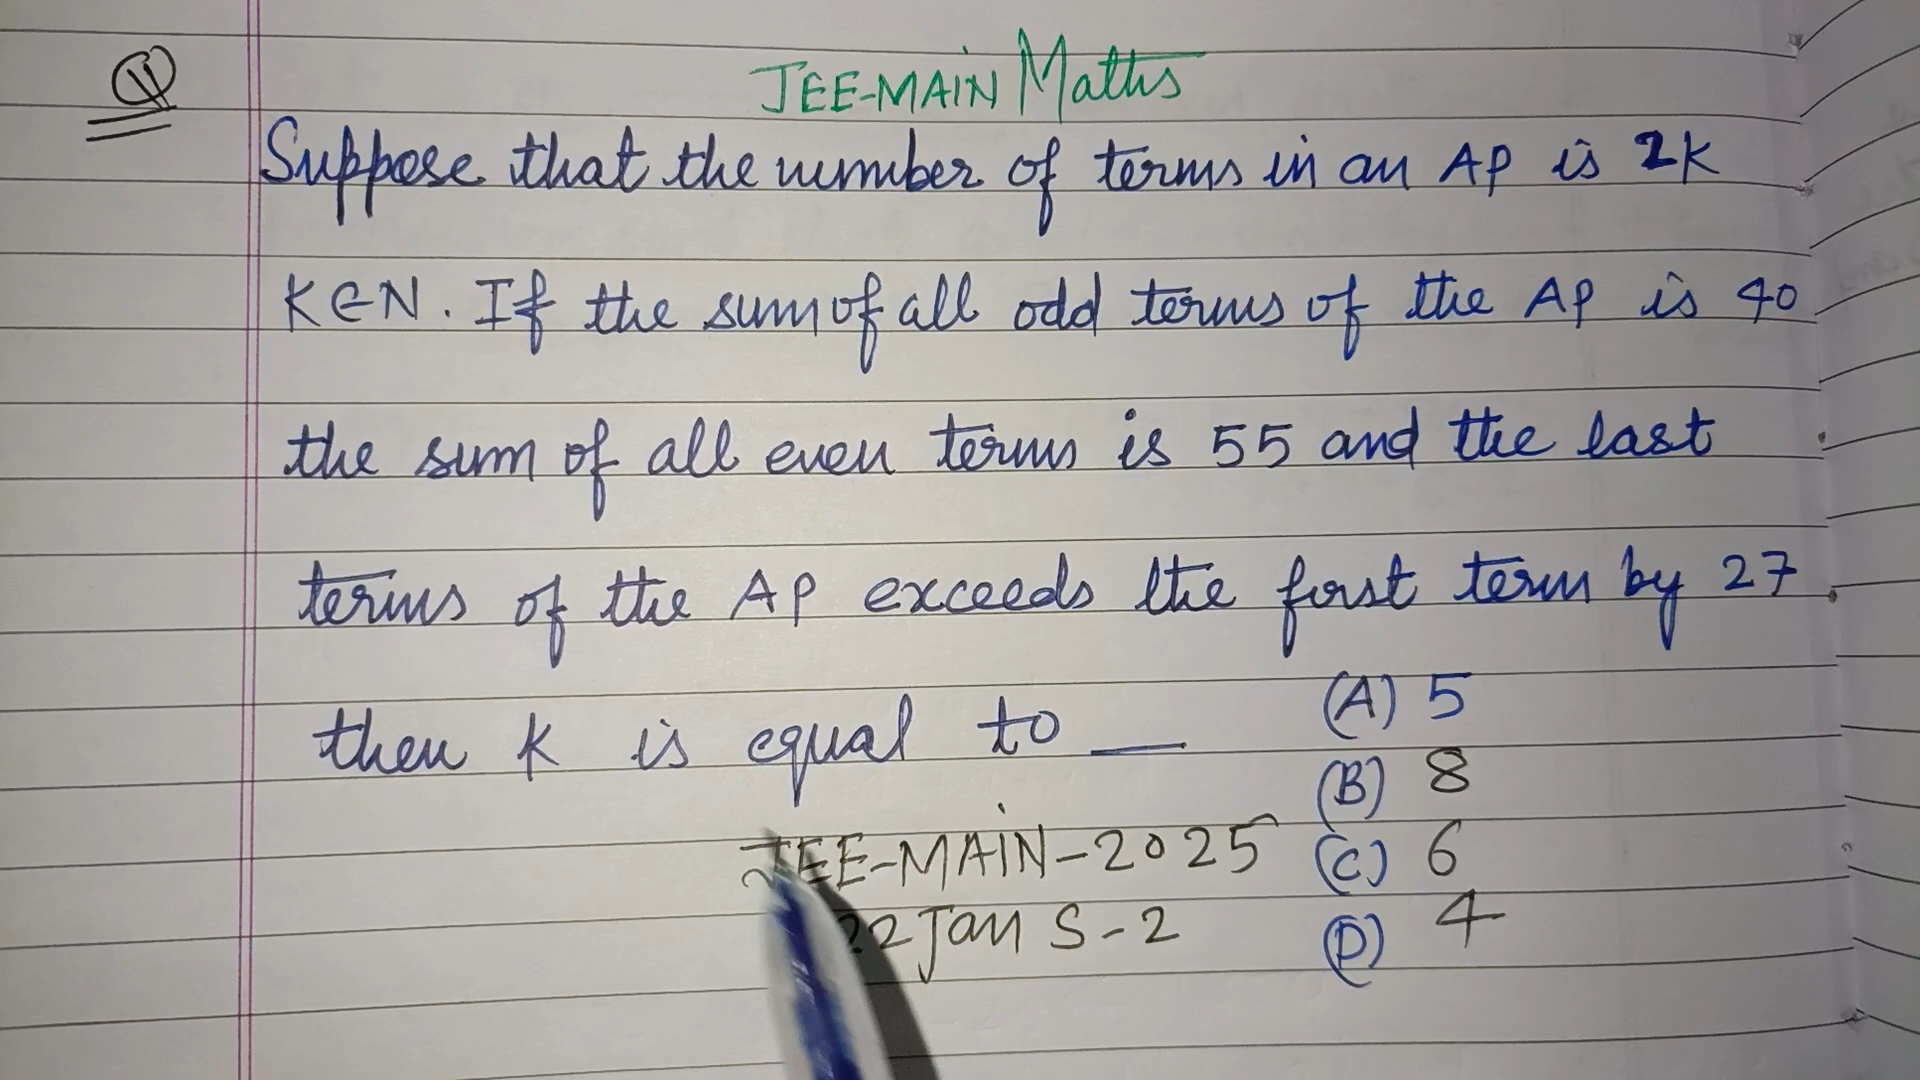 Q
JEE-MAIN Maths
Suppose that the number of terms in an AP is 2K
KEN. If the sum of all odd terms of the AP is 40
the sum of all even terms is 55 and the last
terms of the AP exceeds the first term by 27
then K is equal to __
(A) 5
(B) 8
(C) 6
(D) 4
JEE-MAIN-2025
22 Jan S-2